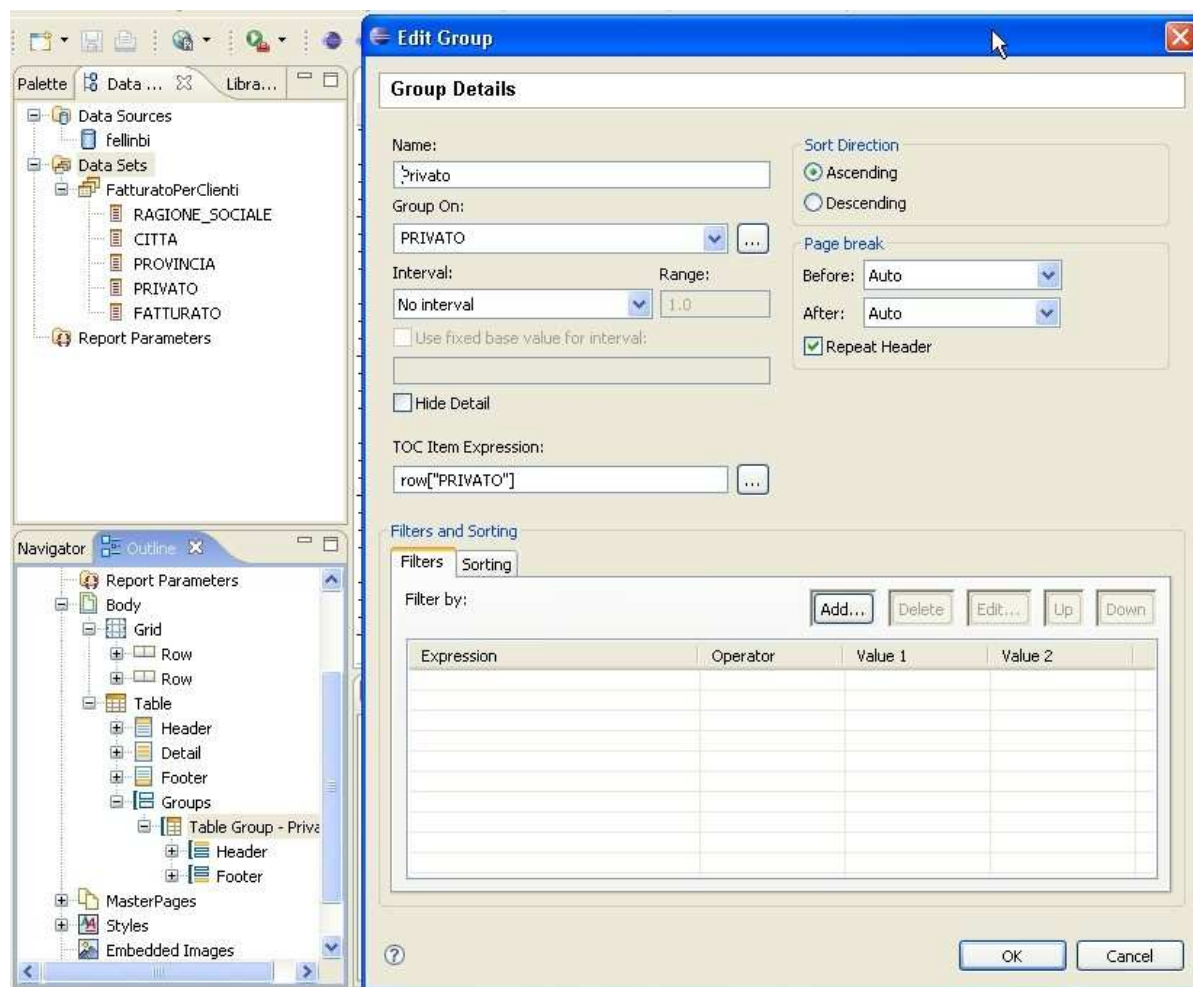 Palette Data ... Libra...
Data Sources
fellinbi
Data Sets
FatturatoPerClienti
RAGIONE_SOCIALE
CITTA
PROVINCIA
PRIVATO
FATTURATO
Report Parameters
Navigator Outline
Report Parameters
Body
Grid
Row
Row
Table
Header
Detail
Footer
Groups
Table Group - Priva
Header
Footer
MasterPages
Styles
Embedded Images
Edit Group
Group Details
Name:
Privato
Group On:
PRIVATO
...
Interval: Range:
No interval 1.0
Use fixed base value for interval:
Hide Detail
TOC Item Expression:
row["PRIVATO"]
...
Sort Direction
Ascending
Descending
Page break
Before: Auto
After: Auto
Repeat Header
Filters and Sorting
Filters Sorting
Filter by: Add... Delete Edit... Up Down
Expression Operator Value 1 Value 2
? OK Cancel